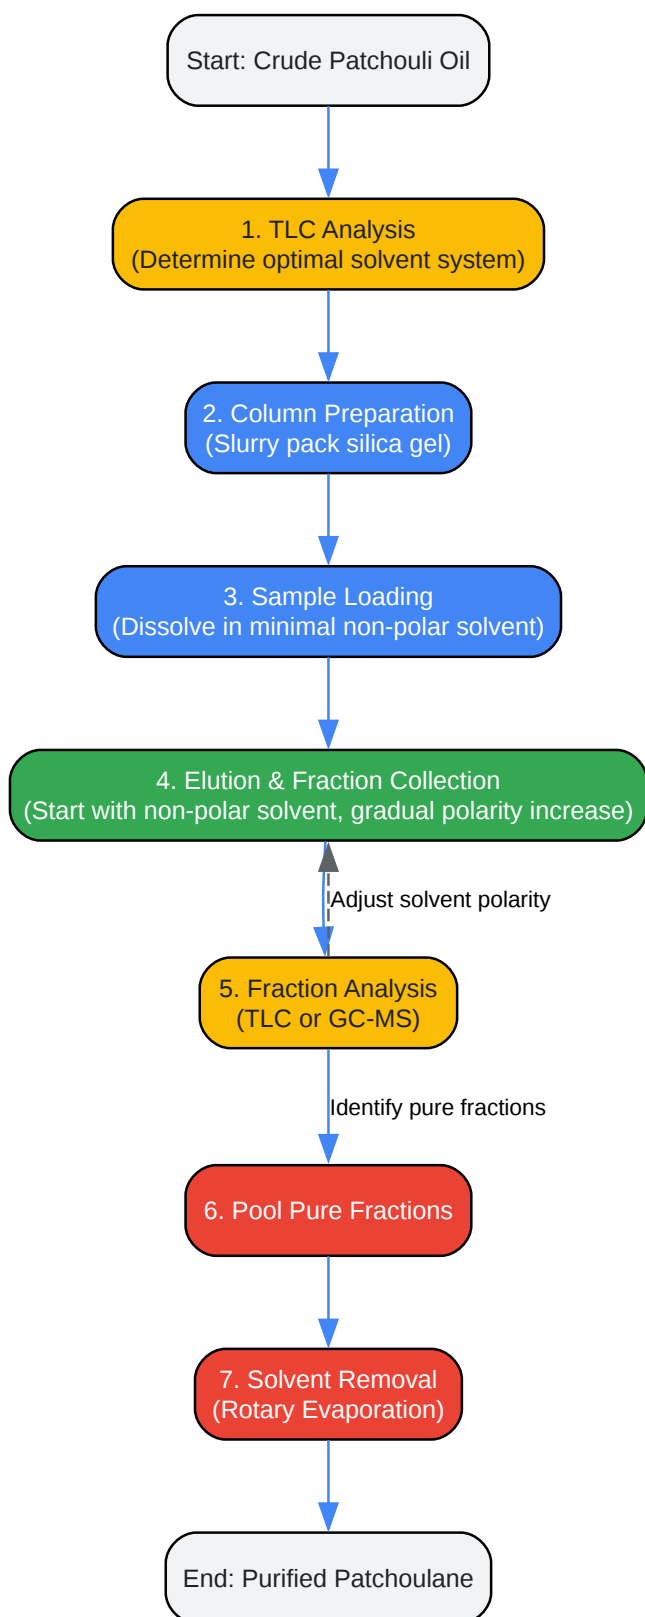 Start: Crude Patchouli Oil
1. TLC Analysis
(Determine optimal solvent system)
2. Column Preparation
(Slurry pack silica gel)
3. Sample Loading
(Dissolve in minimal non-polar solvent)
4. Elution & Fraction Collection
(Start with non-polar solvent, gradual polarity increase)
Adjust solvent polarity
5. Fraction Analysis
(TLC or GC-MS)
Identify pure fractions
6. Pool Pure Fractions
7. Solvent Removal
(Rotary Evaporation)
End: Purified Patchoulane